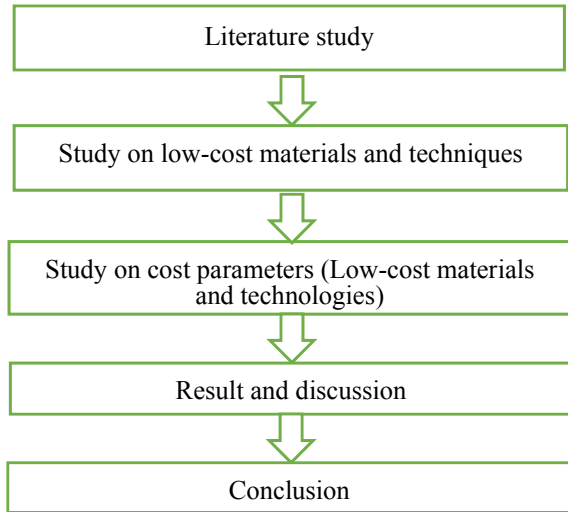 Literature study
Study on low-cost materials and techniques
Study on cost parameters (Low-cost materials
and technologies)
Result and discussion
Conclusion